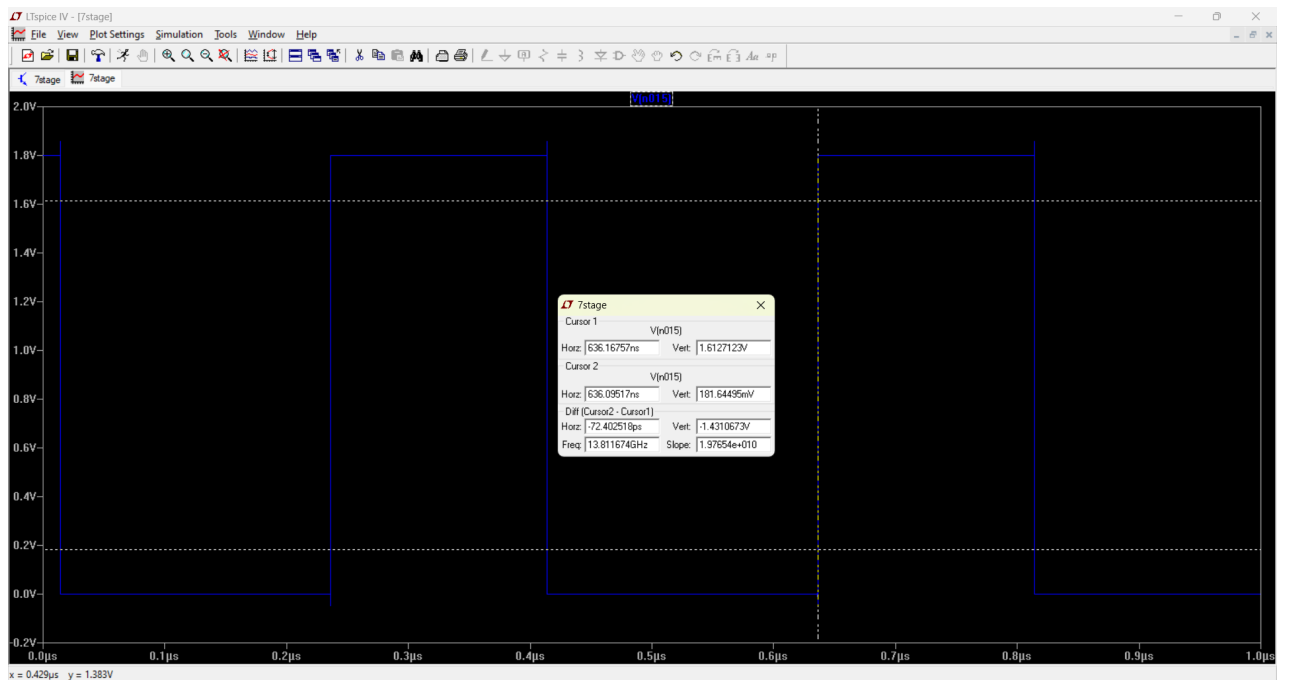 LTspice IV - [7stage]
File View Plot Settings Simulation Tools Window Help
7stage 7stage
V(n015)
2.0V
1.8V
1.6V
1.4V
1.2V
1.0V
0.8V
0.6V
0.4V
0.2V
0.0V
-0.2V
0.0µs 0.1µs 0.2µs 0.3µs 0.4µs 0.5µs 0.6µs 0.7µs 0.8µs 0.9µs 1.0µs
7stage
Cursor 1
V(n015)
Horz: 636.16757ns Vert: 1.6127123V
Cursor 2
V(n015)
Horz: 636.09517ns Vert: 181.64495mV
Diff (Cursor2 - Cursor1)
Horz: -72.402518ps Vert: -1.4310673V
Freq: 13.811674GHz Slope: 1.97654e+010
x = 0.429µs y = 1.383V